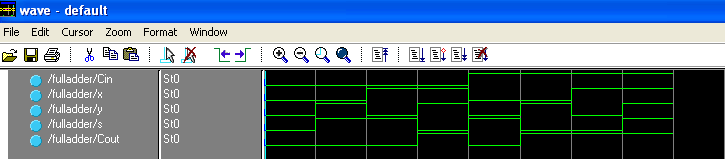 wave - default
File Edit Cursor Zoom Format Window
/fulladder/Cin St0
/fulladder/x St0
/fulladder/y St0
/fulladder/s St0
/fulladder/Cout St0